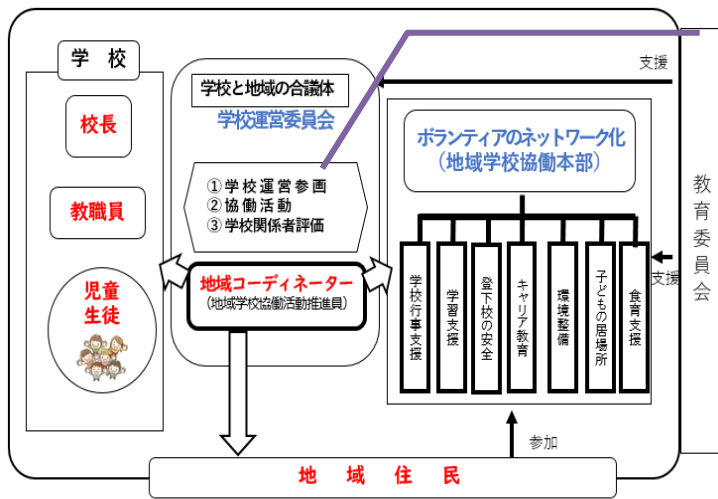 学 校
校長
教職員
児童
生徒
学校と地域の合議体
学校運営委員会
①学校運営参画
②協働活動
③学校関係者評価
地域コーディネーター
(地域学校協働活動推進員)
支援
ボランティアのネットワーク化
(地域学校協働本部)
学校行事支援
学習支援
登下校の安全
キャリア教育
環境整備
子どもの居場所
食育支援
支援
教育委員会
参加
地 域 住 民